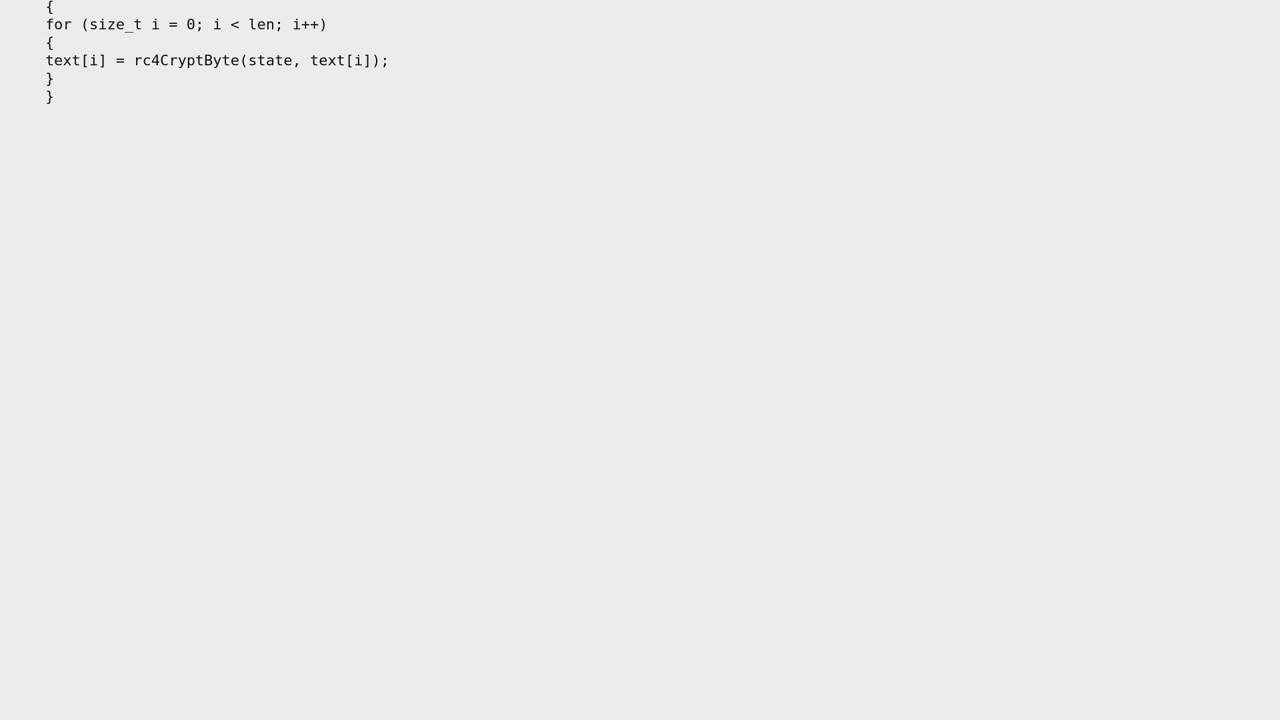 {
for (size_t i = 0; i < len; i++)
{
text[i] = rc4CryptByte(state, text[i]);
}
}